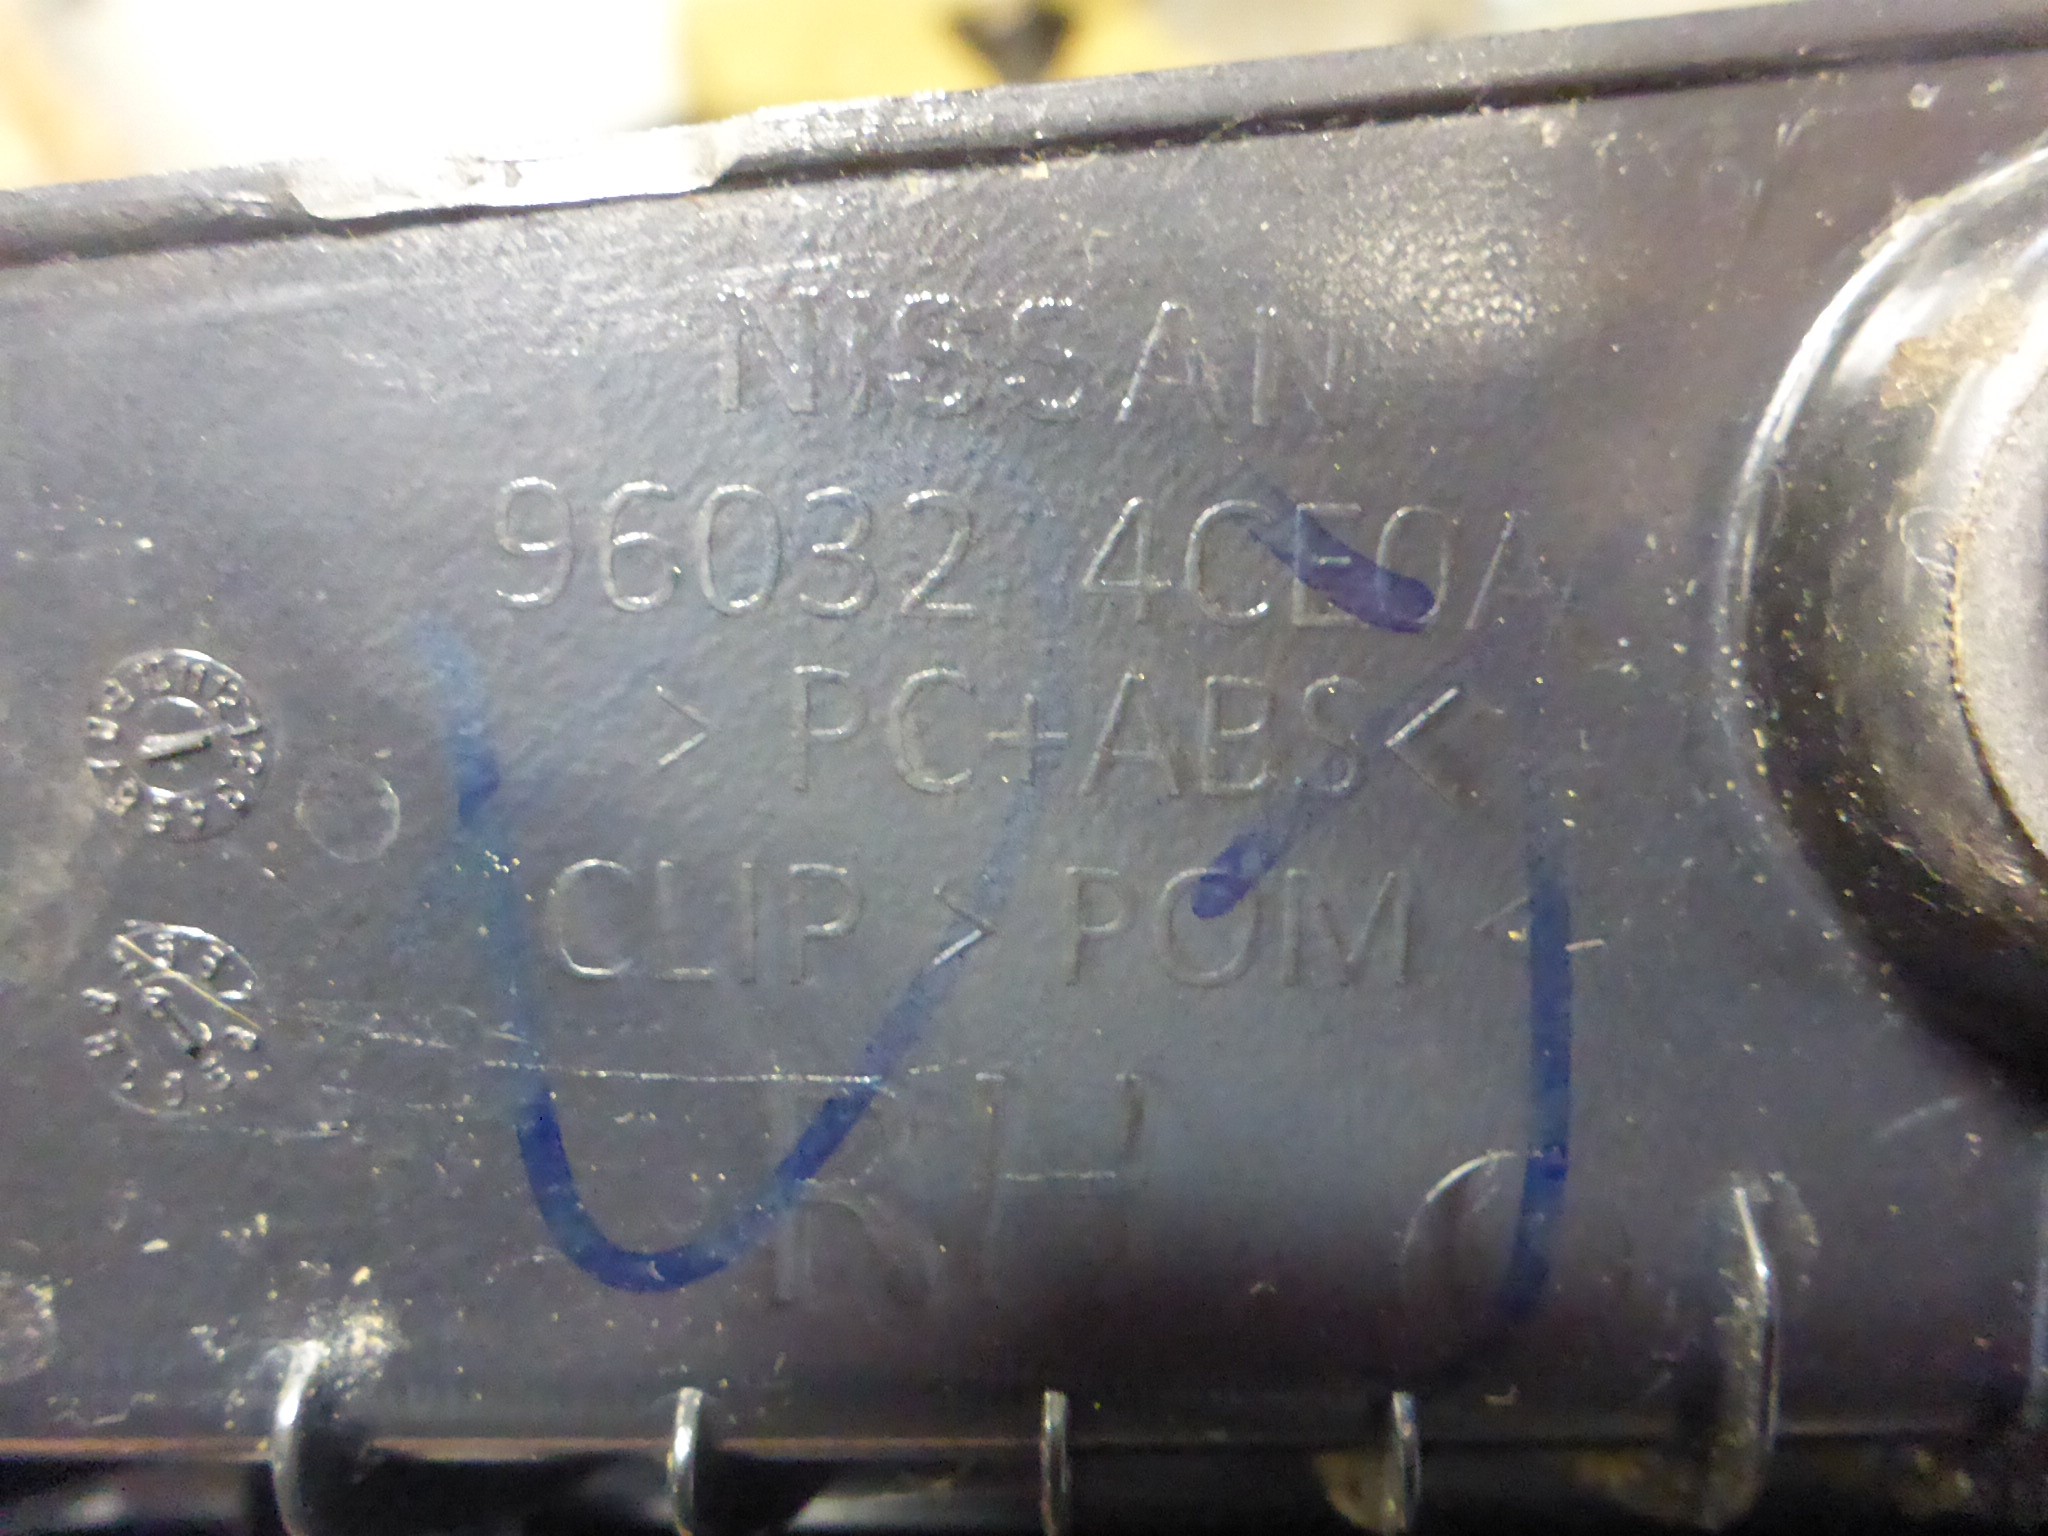 NISSAN
96032 4CE0A
> PC+ABS<
CLIP > POM <
RH